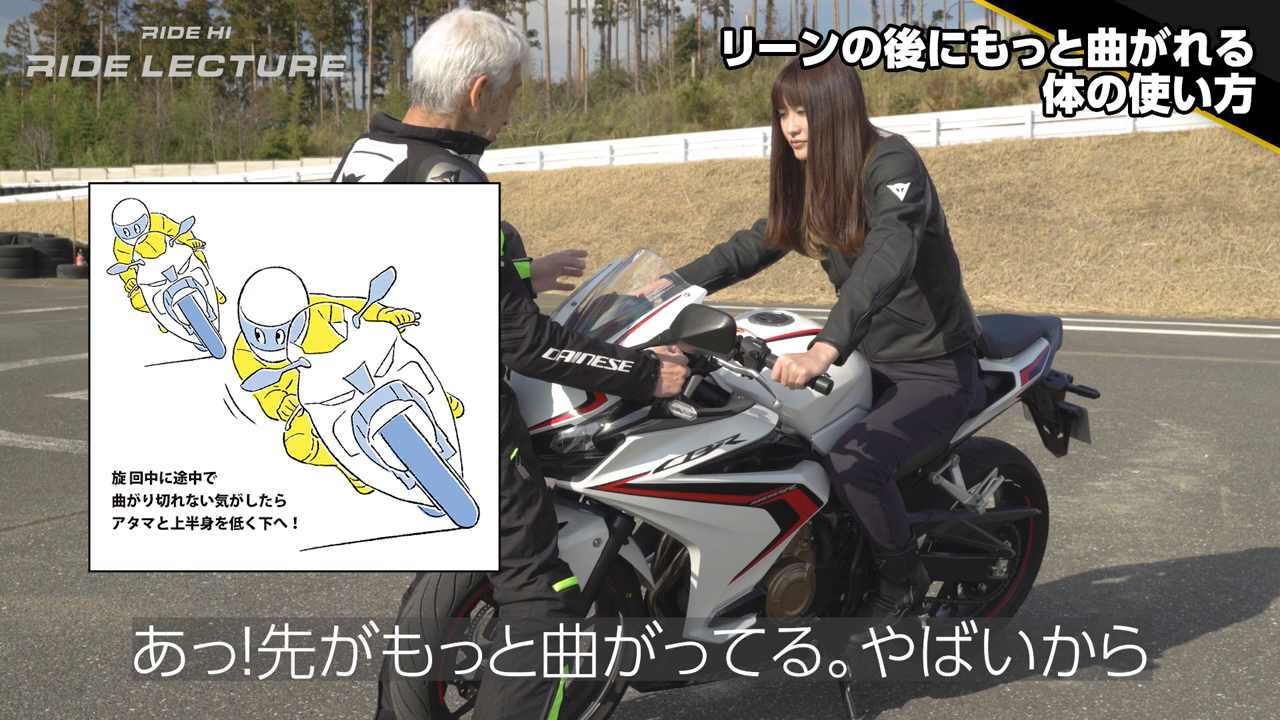 RIDE HI
RIDE LECTURE
リーンの後にもっと曲がれる
体の使い方
旋回中に途中で
曲がり切れない気がしたら
アタマと上半身を低く下へ！
DAINESE
CBR
あっ!先がもっと曲がってる。やばいから